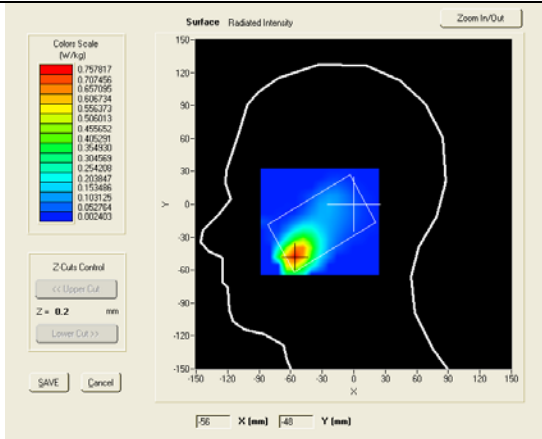 Surface Radiated Intensity
Zoom In/Out
Colors Scale
(W/kg)
0.757817
0.707456
0.657095
0.606734
0.556373
0.506013
0.455652
0.405291
0.354930
0.304569
0.254208
0.203847
0.153486
0.103125
0.052764
0.002403
Z-Cuts Control
<< Upper Cut
Z = 0.2 mm
Lower Cut >>
SAVE Cancel
150
120
90
60
30
0
-30
-60
-90
-120
-150
Y
-150 -120 -90 -60 -30 0 30 60 90 120 150
X
-56 X (mm) -48 Y (mm)